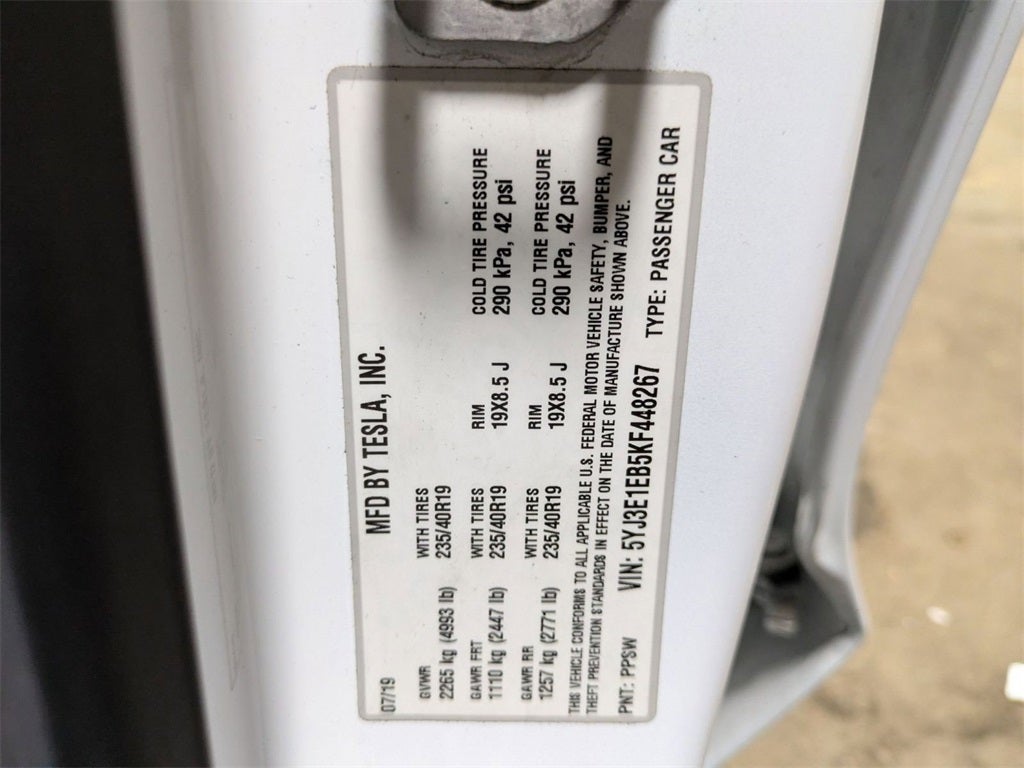 MFD BY TESLA, INC.
07/19
GVWR WITH TIRES
2265 kg (4993 lb) 235/40R19
GAWR FRT WITH TIRES RIM COLD TIRE PRESSURE
1110 kg (2447 lb) 235/40R19 19X8.5 J 290 kPa, 42 psi
GAWR RR WITH TIRES RIM COLD TIRE PRESSURE
1257 kg (2771 lb) 235/40R19 19X8.5 J 290 kPa, 42 psi
THIS VEHICLE CONFORMS TO ALL APPLICABLE U.S. FEDERAL MOTOR VEHICLE SAFETY, BUMPER, AND
THEFT PREVENTION STANDARDS IN EFFECT ON THE DATE OF MANUFACTURE SHOWN ABOVE.
PNT: PPSW VIN: 5YJ3E1EB5KF448267 TYPE: PASSENGER CAR